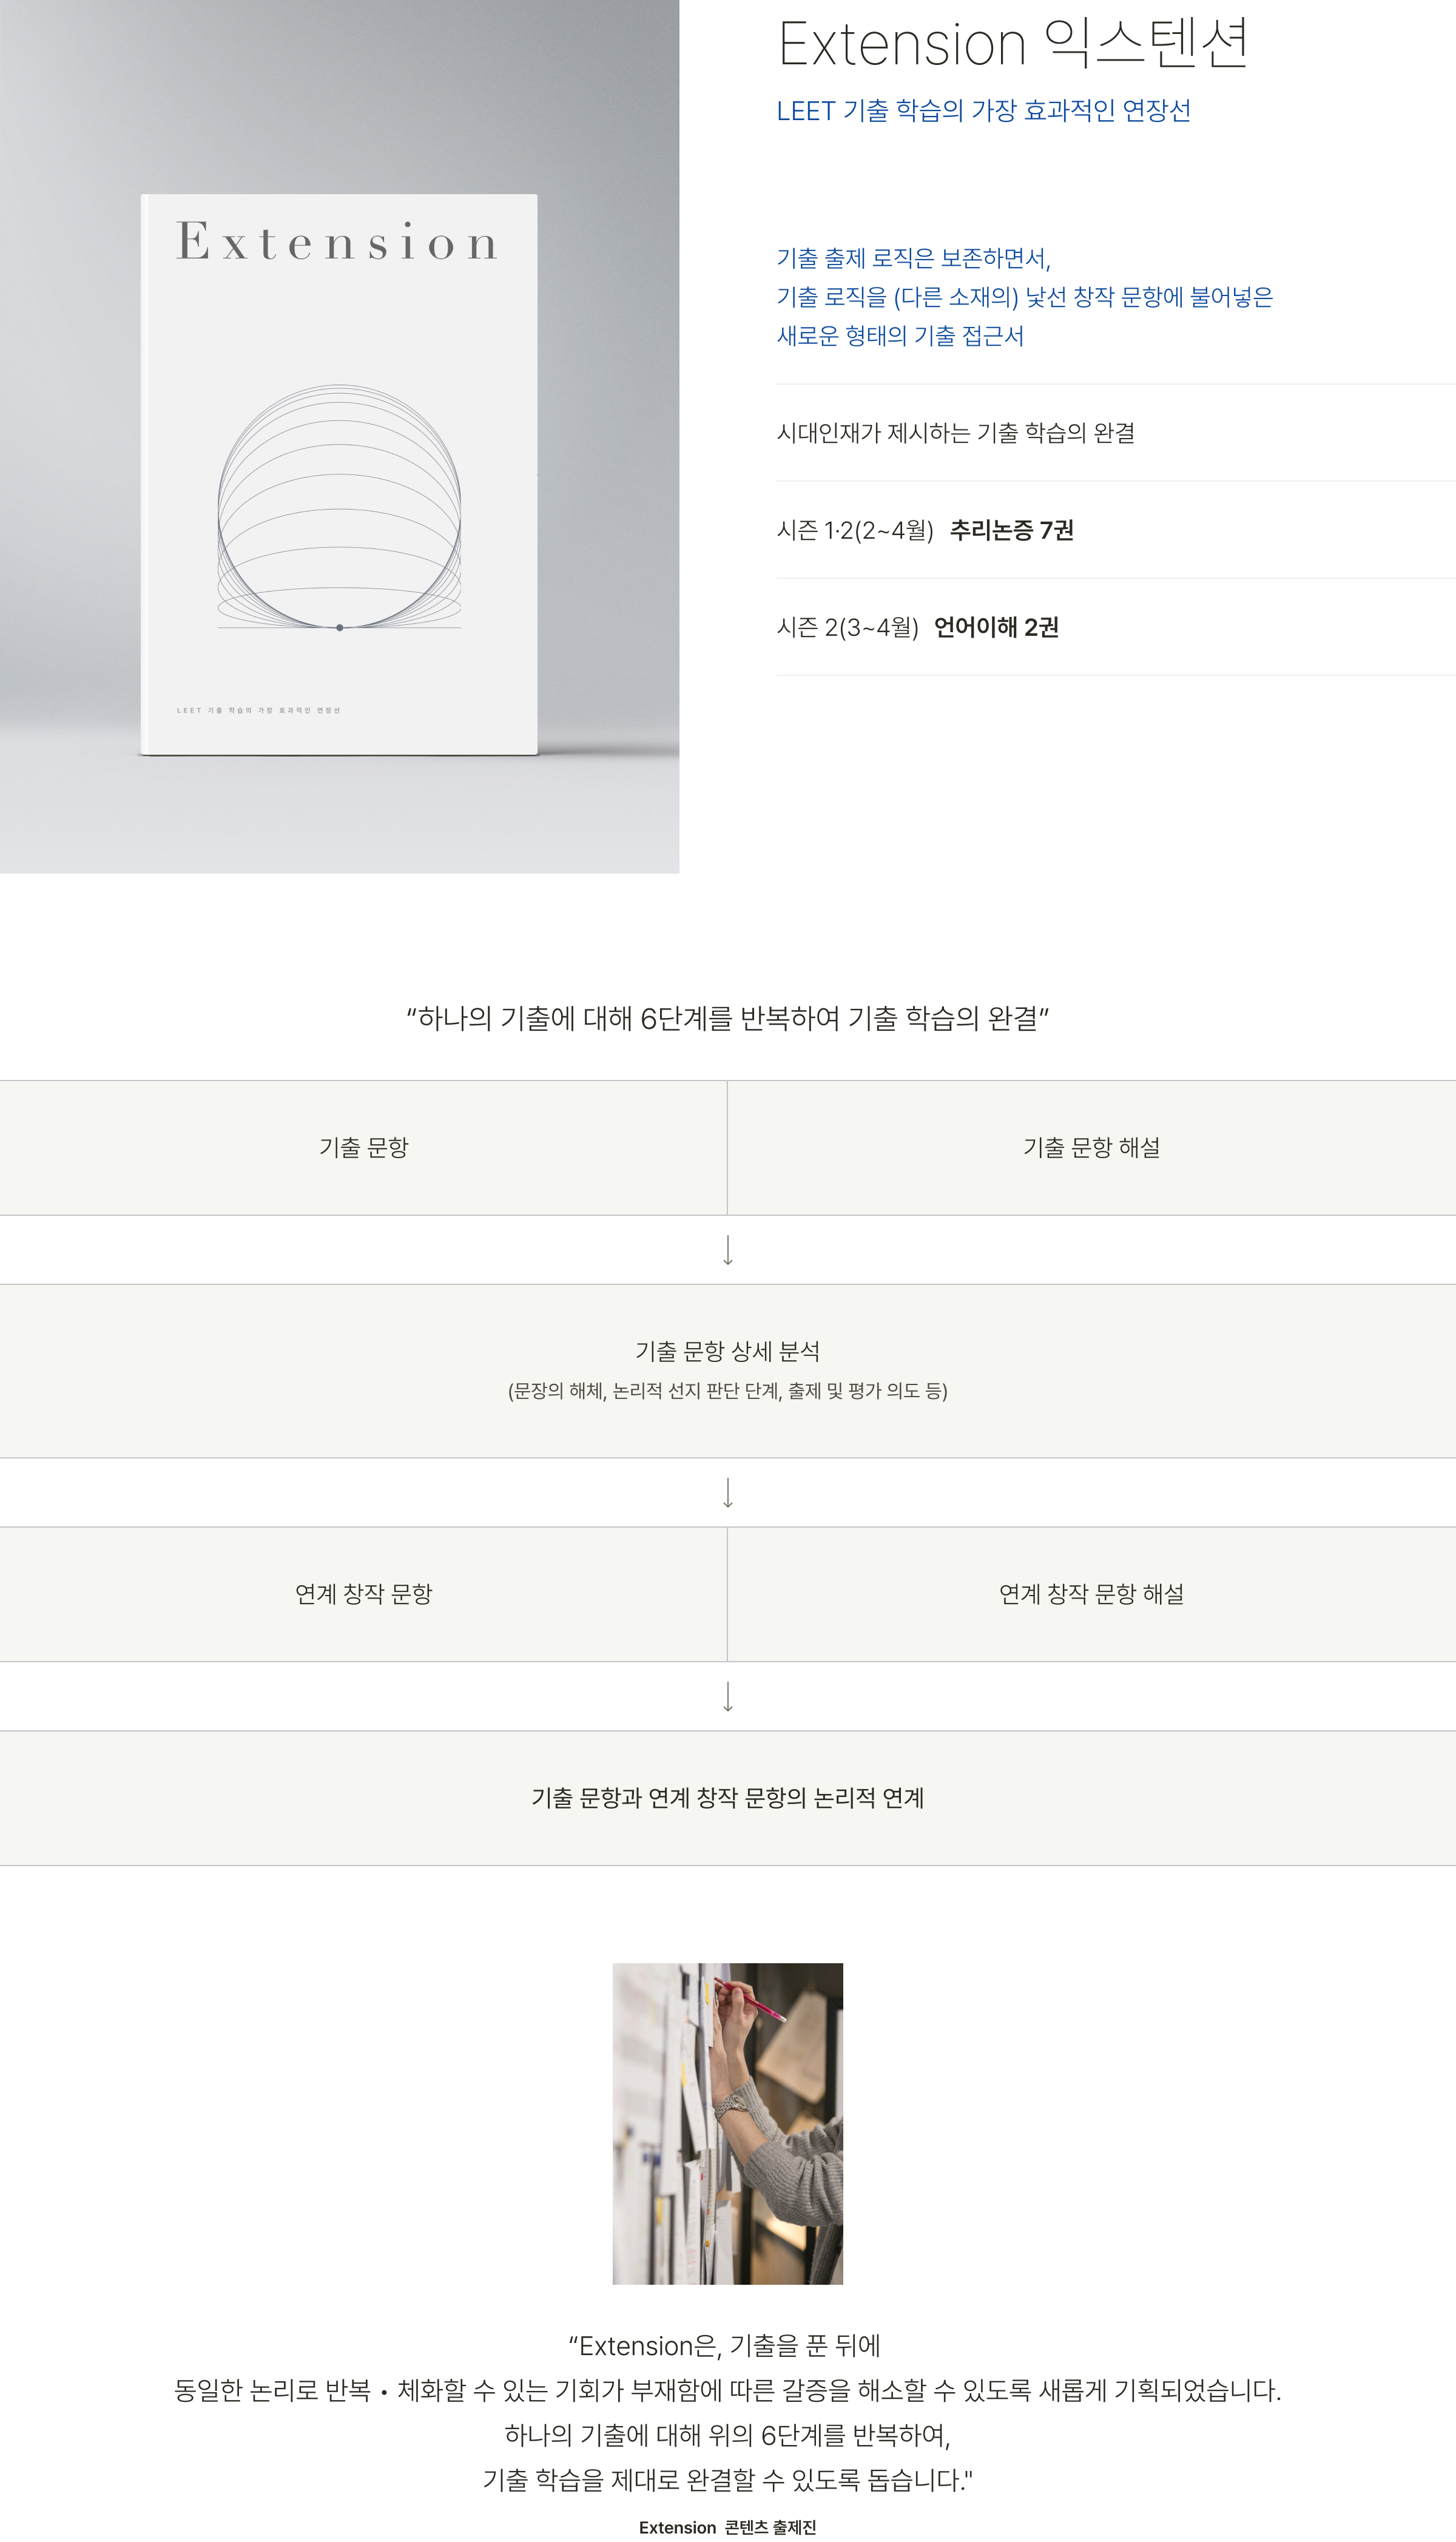 Extension 익스텐션
LEET 기출 학습의 가장 효과적인 연장선
기출 출제 로직은 보존하면서,
기출 로직을 (다른 소재의) 낯선 창작 문항에 불어넣은
새로운 형태의 기출 접근서
시대인재가 제시하는 기출 학습의 완결
시즌 1·2(2~4월) 추리논증 7권
시즌 2(3~4월) 언어이해 2권
Extension
LEET 기출 학습의 가장 효과적인 연장선
“하나의 기출에 대해 6단계를 반복하여 기출 학습의 완결”
기출 문항
기출 문항 해설
기출 문항 상세 분석
(문장의 해체, 논리적 선지 판단 단계, 출제 및 평가 의도 등)
연계 창작 문항
연계 창작 문항 해설
기출 문항과 연계 창작 문항의 논리적 연계
“Extension은, 기출을 푼 뒤에
동일한 논리로 반복 • 체화할 수 있는 기회가 부재함에 따른 갈증을 해소할 수 있도록 새롭게 기획되었습니다.
하나의 기출에 대해 위의 6단계를 반복하여,
기출 학습을 제대로 완결할 수 있도록 돕습니다."
Extension 콘텐츠 출제진